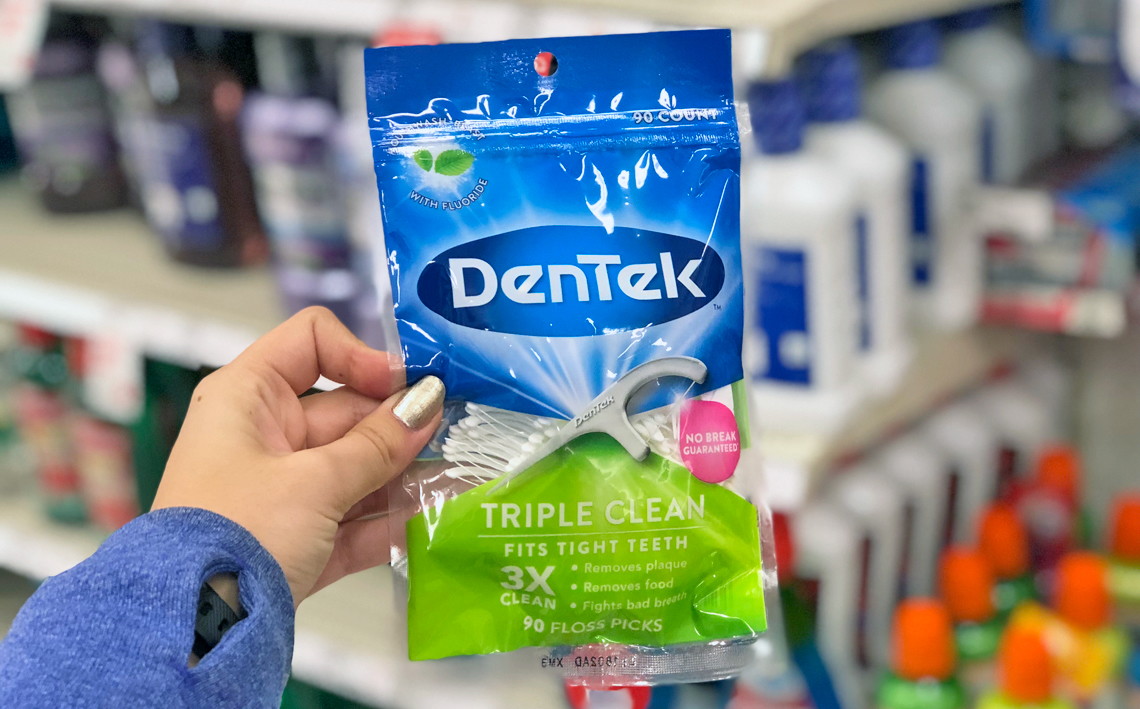 90 COUNT
WITH FLUORIDE
DenTek
TM
DenTek
NO BREAK
GUARANTEED
TRIPLE CLEAN
FITS TIGHT TEETH
3X
CLEAN
• Removes plaque
• Removes food
• Fights bad breath
90 FLOSS PICKS